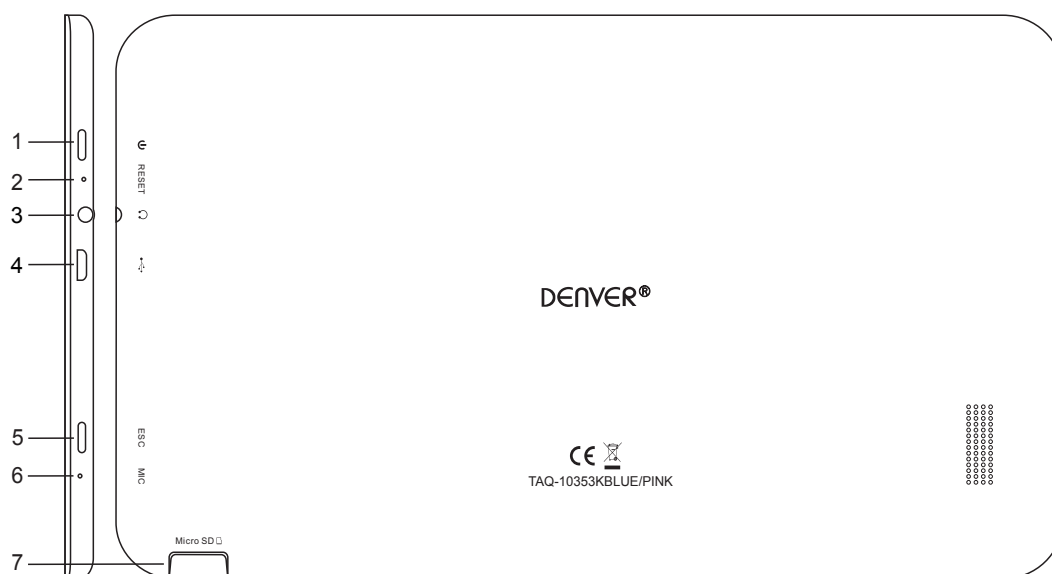 1
2
RESET
3
4
DENVER®
5
ESC
CE
6
MIC
TAQ-10353KBLUE/PINK
Micro SD
7